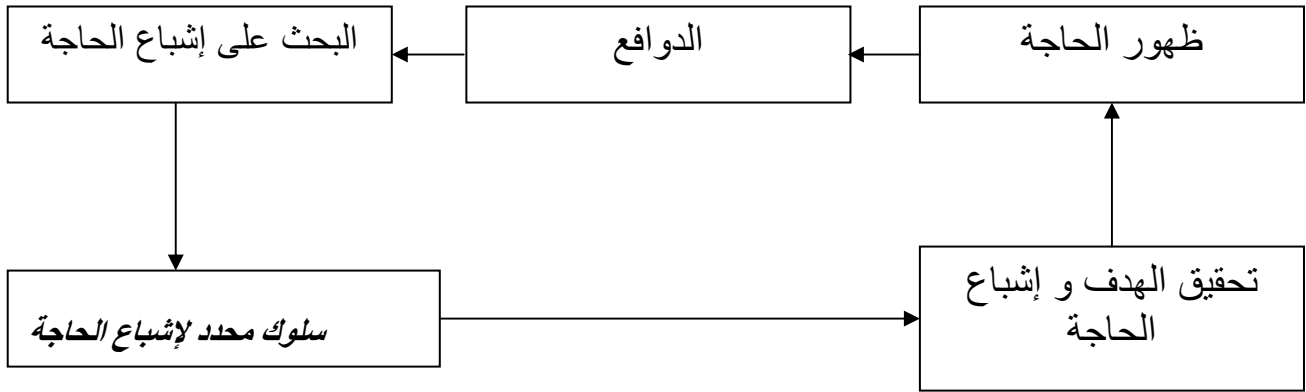 ظهور الحاجة
الدوافع
البحث على إشباع الحاجة
سلوك محدد لإشباع الحاجة
تحقيق الهدف و إشباع
الحاجة